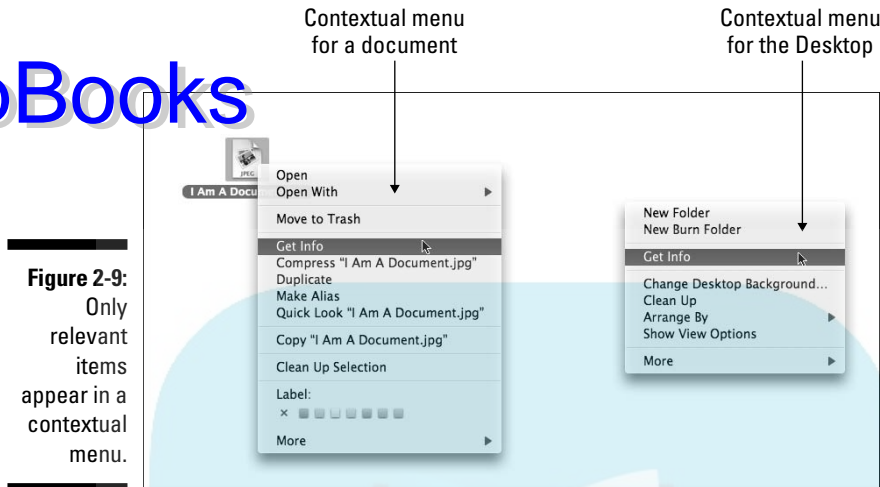 Contextual menu
for a document
Contextual menu
for the Desktop
oBooks
JPEG
I Am A Docu
Open
Open With
Move to Trash
Get Info
Compress “I Am A Document.jpg”
Duplicate
Make Alias
Quick Look “I Am A Document.jpg”
Copy “I Am A Document.jpg”
Clean Up Selection
Label:
×
More
New Folder
New Burn Folder
Get Info
Change Desktop Background...
Clean Up
Arrange By
Show View Options
More
Figure 2-9:
Only
relevant
items
appear in a
contextual
menu.